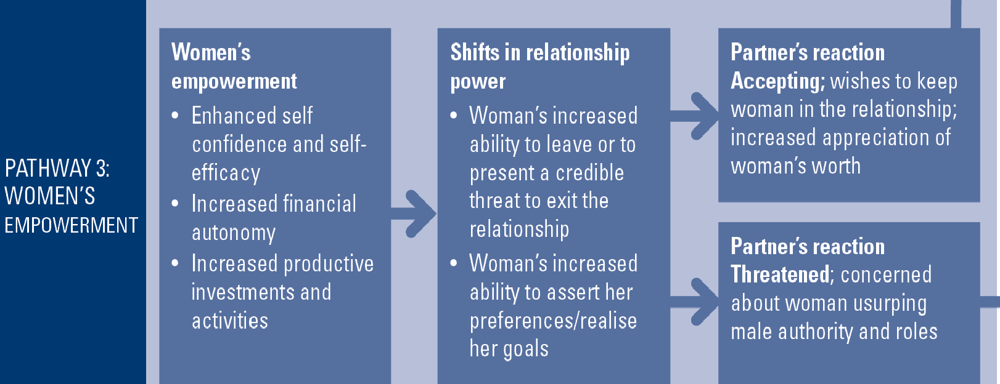 PATHWAY 3:
WOMEN'S
EMPOWERMENT
Women's
empowerment
• Enhanced self
confidence and self-
efficacy
• Increased financial
autonomy
• Increased productive
investments and
activities
Shifts in relationship
power
• Woman's increased
ability to leave or to
present a credible
threat to exit the
relationship
• Woman's increased
ability to assert her
preferences/realise
her goals
Partner's reaction
Accepting; wishes to keep
woman in the relationship;
increased appreciation of
woman's worth
Partner's reaction
Threatened; concerned
about woman usurping
male authority and roles